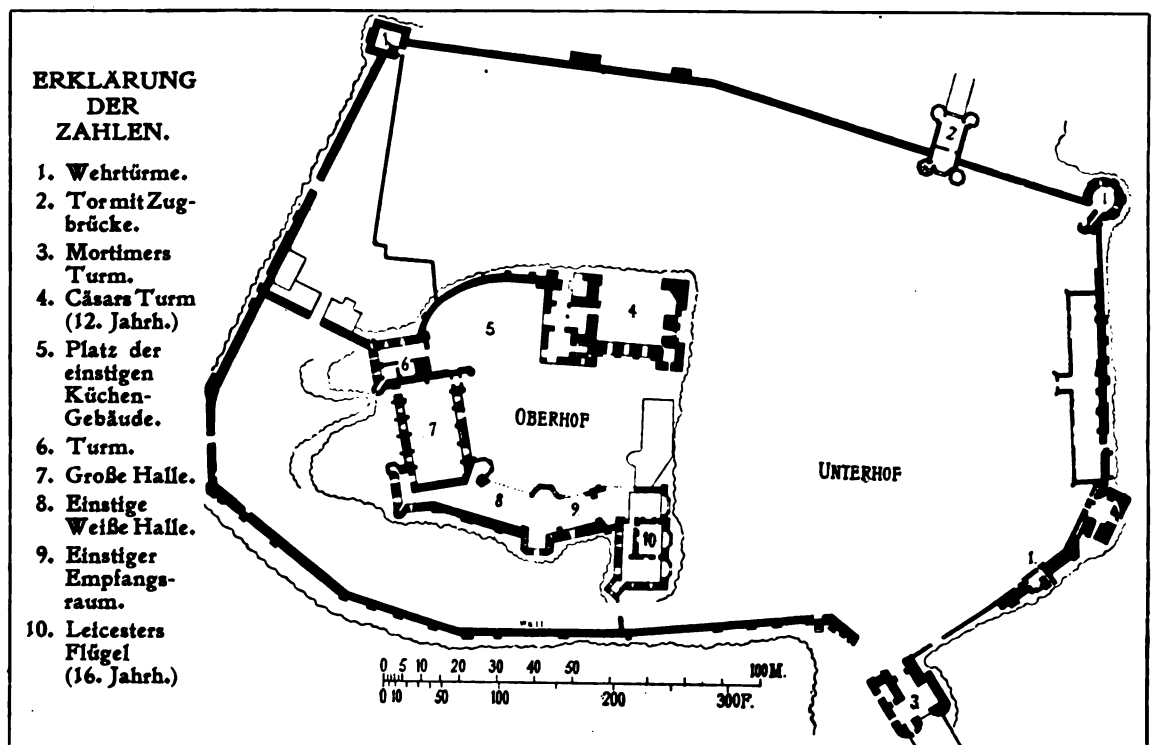 ERKLÄRUNG
DER
ZAHLEN.
1. Wehrtürme.
2. Tor mit Zug-
brücke.
3. Mortimers
Turm.
4. Cäsars Turm
(12. Jahrh.)
5. Platz der
einstigen
Küchen-
Gebäude.
6. Turm.
7. Große Halle.
8. Einstige
Weiße Halle.
9. Einstiger
Empfangs-
raum.
10. Leicesters
Flügel
(16. Jahrh.)
1
2
1
4
5
6
7
OBERHOF
UNTERHOF
8
9
10
1.
Wall
3
0 5 10 20 30 40 50 100 M.
0 10 50 100 200 300 F.